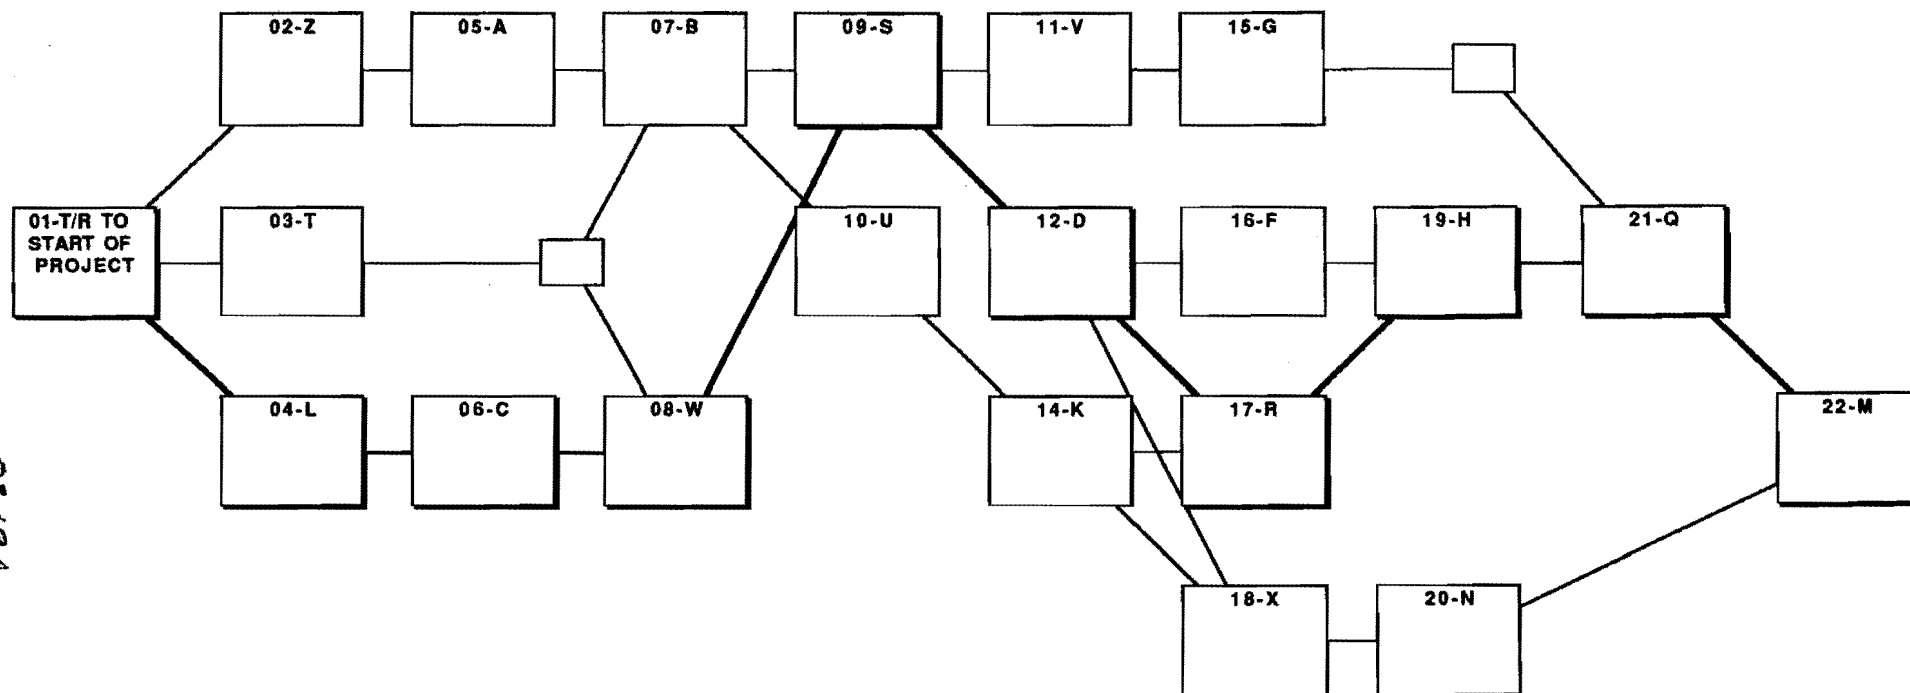 02-Z
05-A
07-B
09-S
11-V
15-G
01-T/R TO
START OF
PROJECT
03-T
10-U
12-D
16-F
19-H
21-Q
04-L
06-C
08-W
14-K
17-R
22-M
18-X
20-N